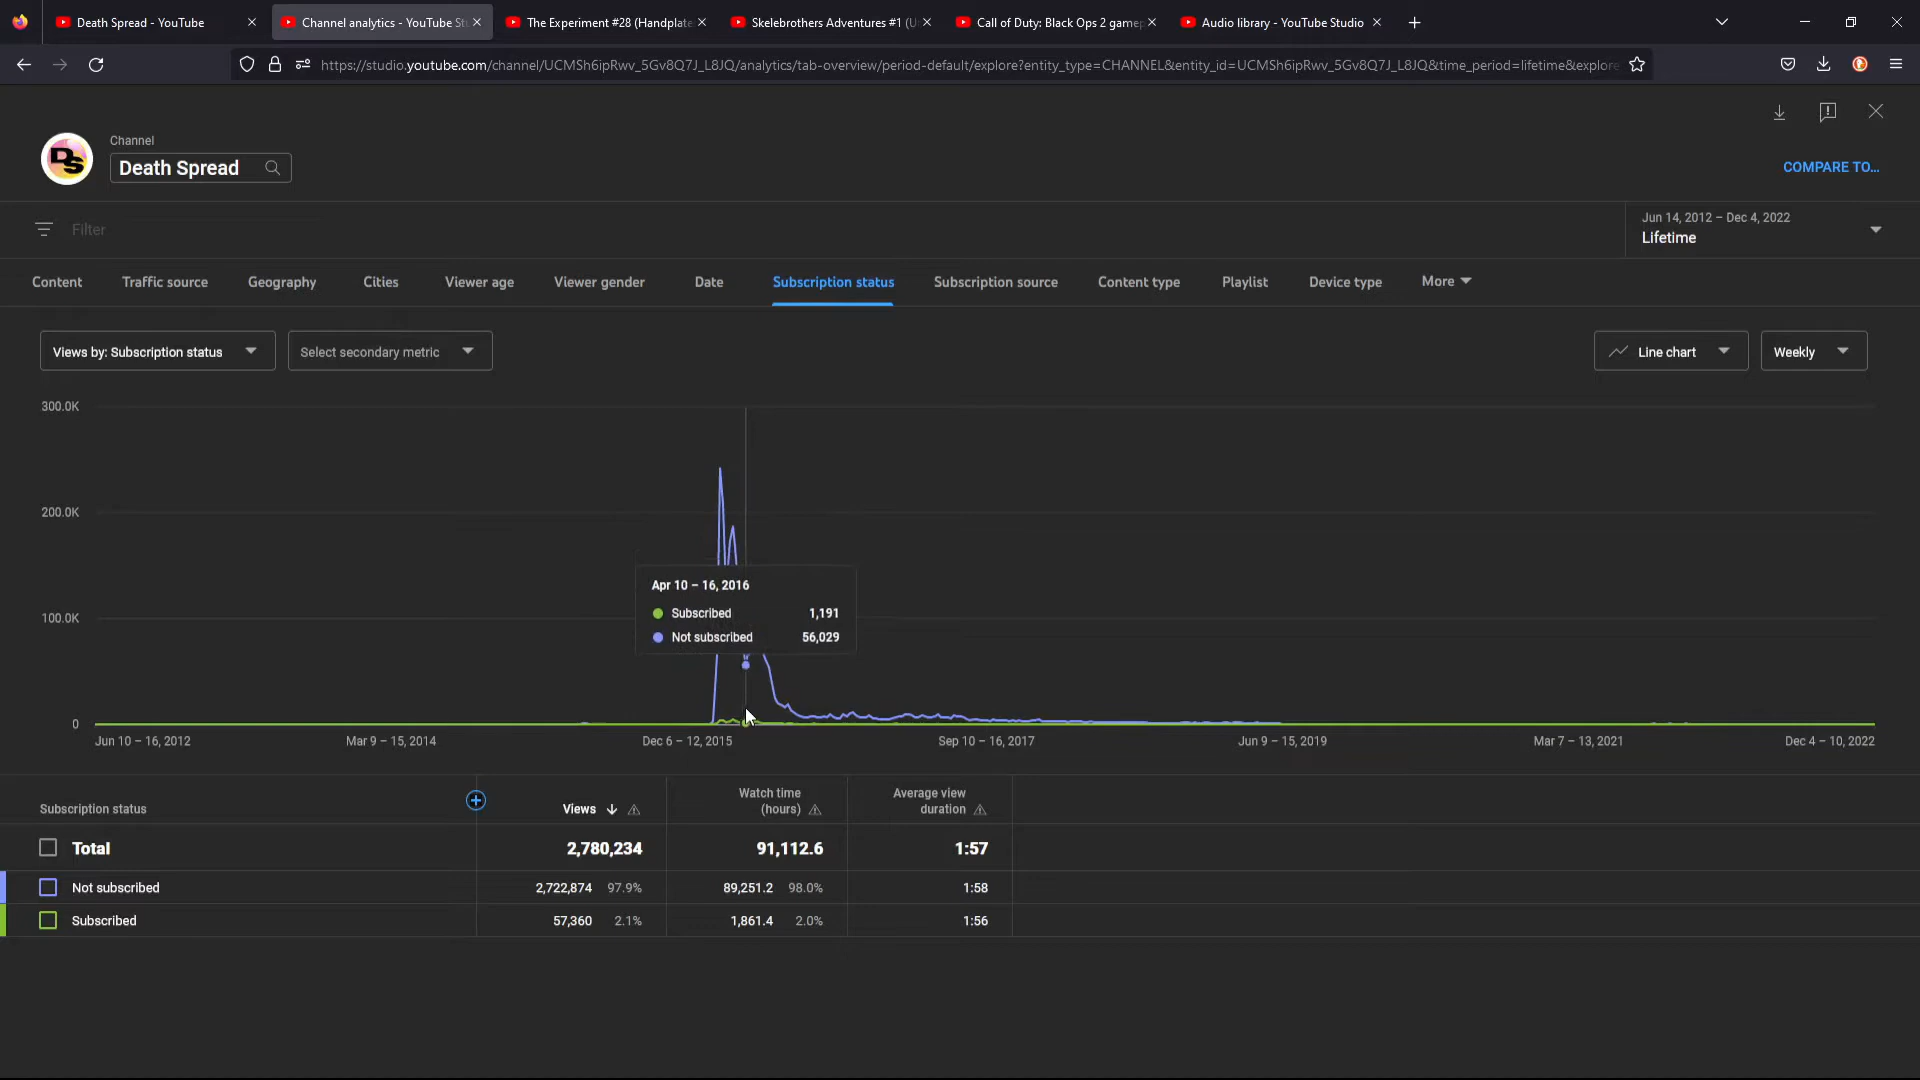 Death Spread - YouTube
Channel analytics - YouTube St
The Experiment #28 (Handplate
Skelebrothers Adventures #1 (U
Call of Duty: Black Ops 2 gamep
Audio library - YouTube Studio
https://studio.youtube.com/channel/UCMSh6ipRwv_5Gv8Q7J_L8JQ/analytics/tab-overview/period-default/explore?entity_type=CHANNEL&entity_id=UCMSh6ipRwv_5Gv8Q7J_L8JQ&time_period=lifetime&explore
DS
Channel
Death Spread
COMPARE TO...
Filter
Jun 14, 2012 – Dec 4, 2022
Lifetime
Content Traffic source Geography Cities Viewer age Viewer gender Date Subscription status Subscription source Content type Playlist Device type More
Views by: Subscription status
Select secondary metric
Line chart
Weekly
300.0K
200.0K
100.0K
0
Apr 10 – 16, 2016
Subscribed 1,191
Not subscribed 56,029
Jun 10 – 16, 2012 Mar 9 – 15, 2014 Dec 6 – 12, 2015 Sep 10 – 16, 2017 Jun 9 – 15, 2019 Mar 7 – 13, 2021 Dec 4 – 10, 2022
Subscription status Views Watch time (hours) Average view duration
Total 2,780,234 91,112.6 1:57
Not subscribed 2,722,874 97.9% 89,251.2 98.0% 1:58
Subscribed 57,360 2.1% 1,861.4 2.0% 1:56